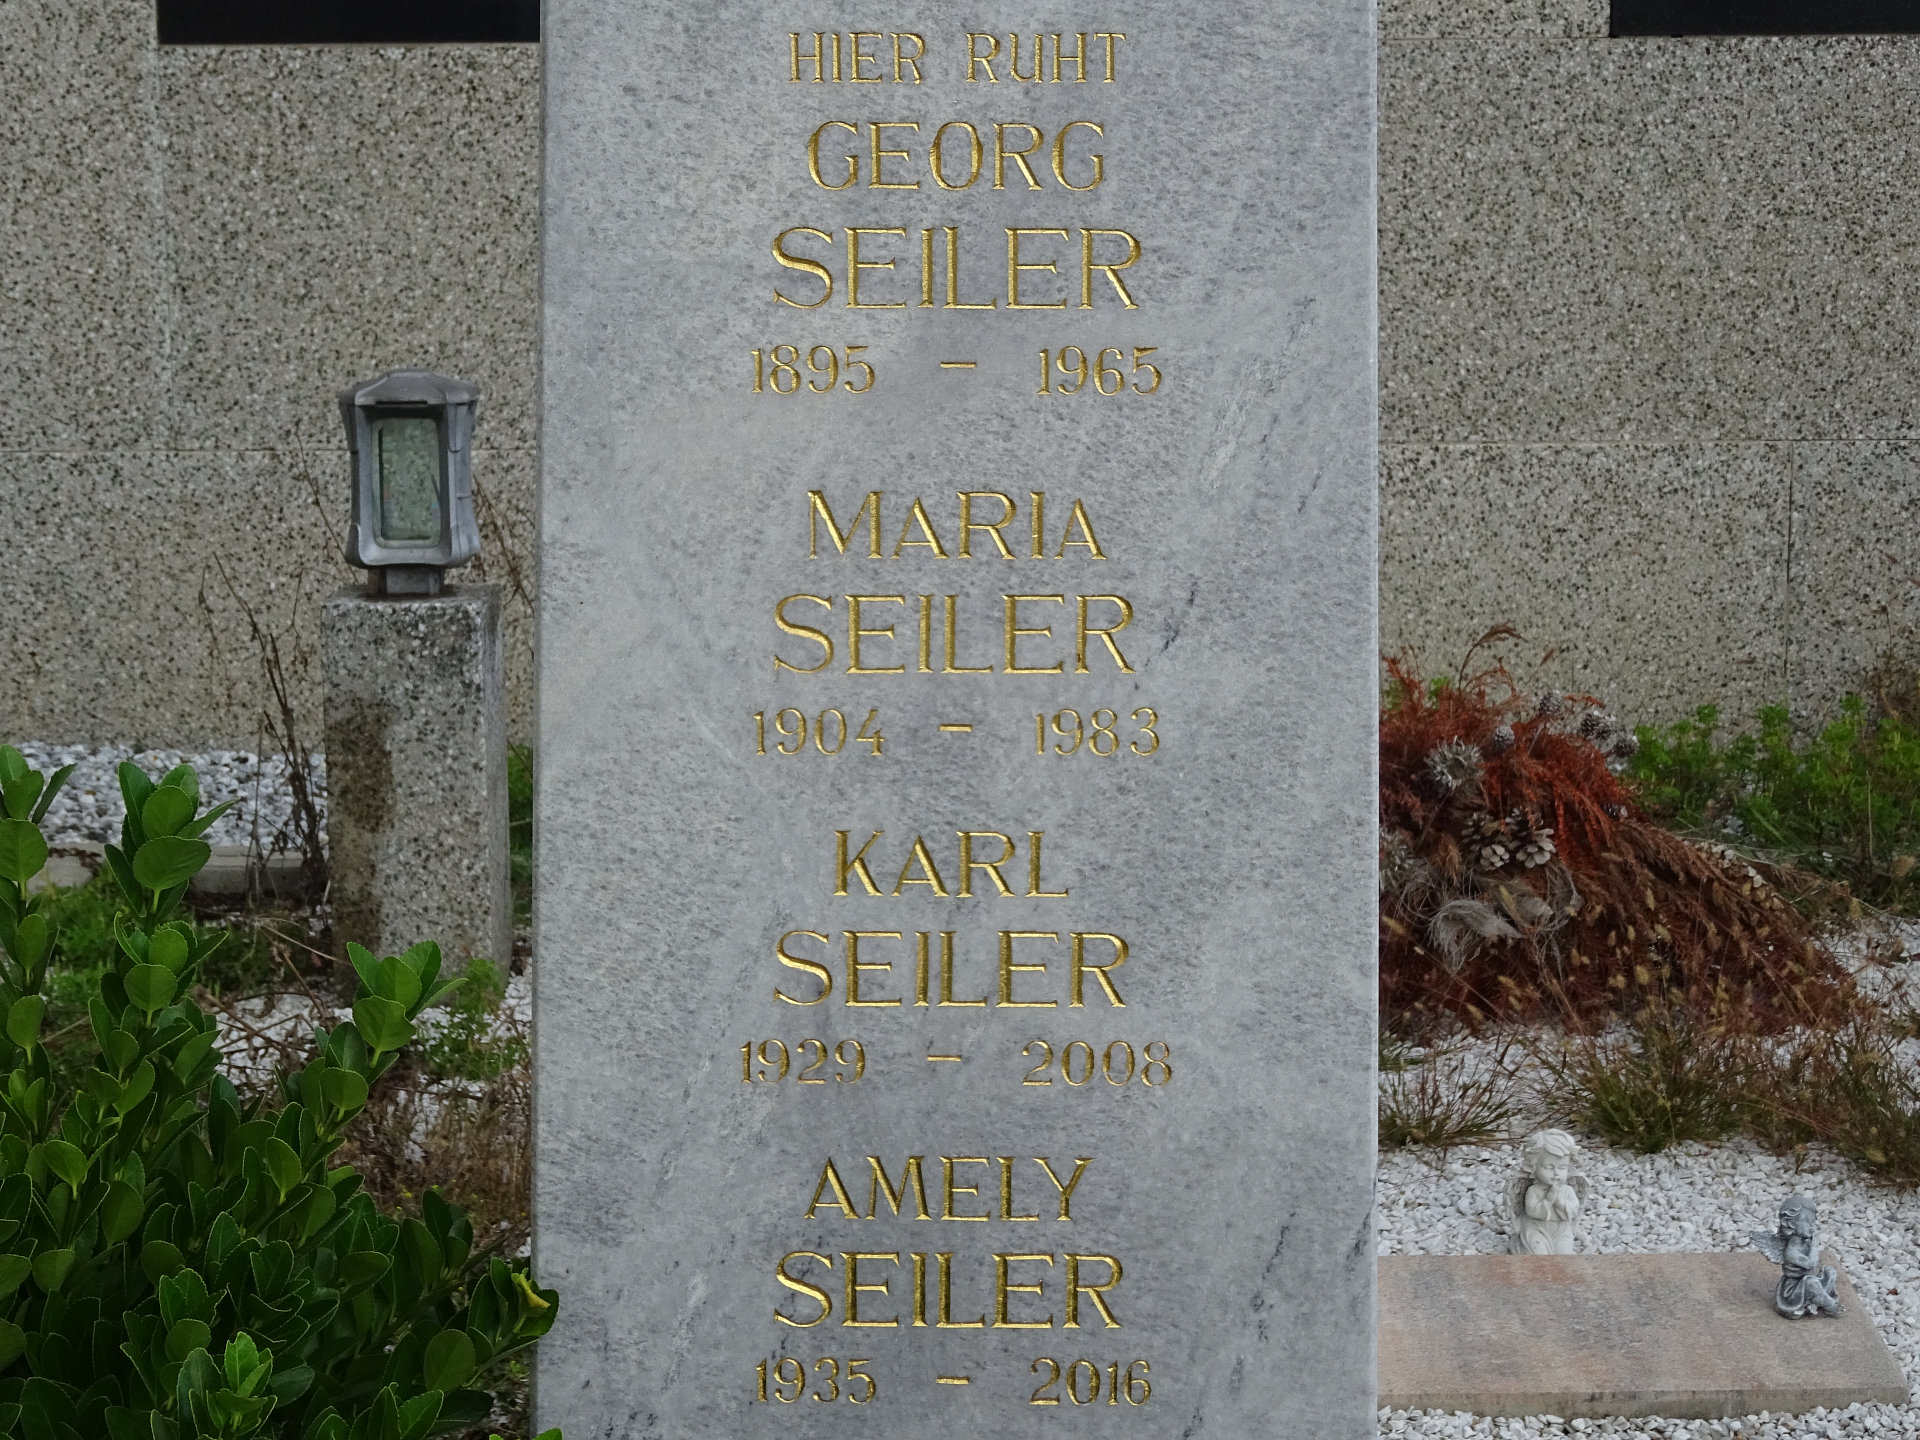 HIER RUHT
GEORG
SEILER
1895 – 1965
MARIA
SEILER
1904 – 1983
KARL
SEILER
1929 – 2008
AMELY
SEILER
1935 – 2016